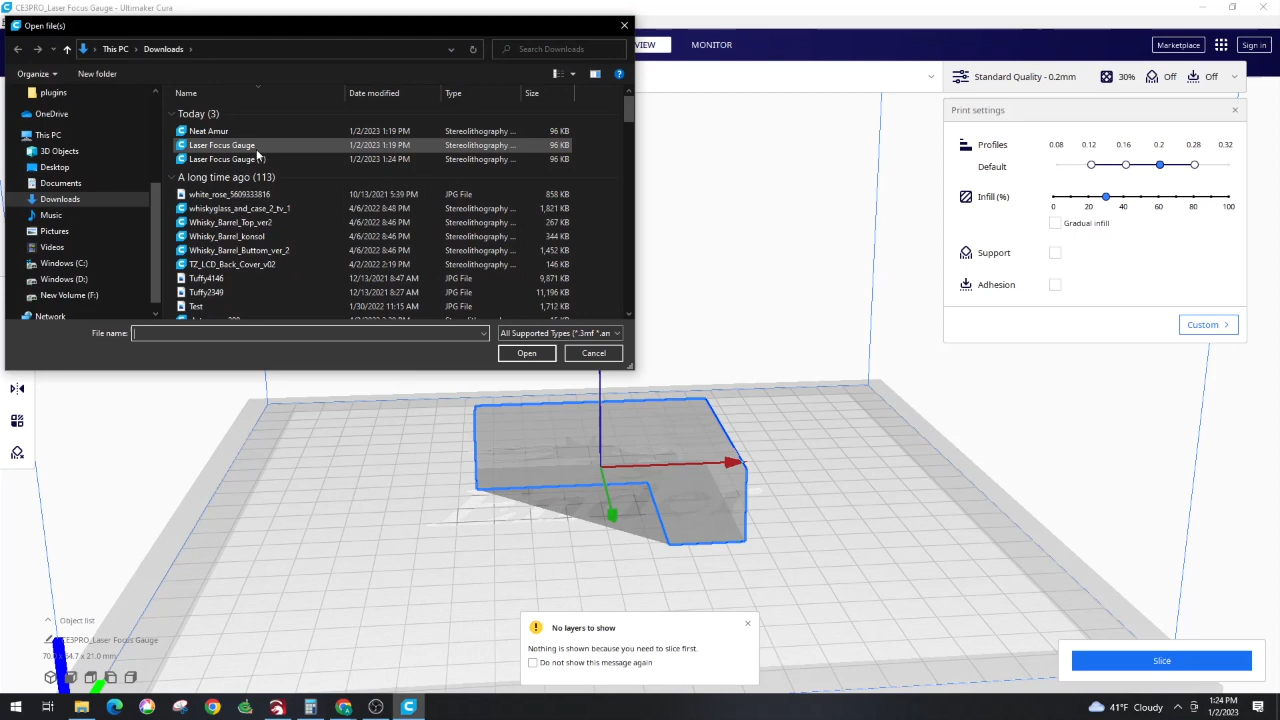 CE3PRO_Laser Focus Gauge - Ultimaker Cura
Open file(s)
This PC > Downloads >
Search Downloads
VIEW
MONITOR
Marketplace
Sign in
Organize
New folder
Standard Quality - 0.2mm
30%
Off
Off
plugins
OneDrive
This PC
3D Objects
Desktop
Documents
Downloads
Music
Pictures
Videos
Windows (C:)
Windows (D:)
New Volume (F:)
Network
Name Date modified Type Size
Today (3)
Neat Amur 1/2/2023 1:19 PM Stereolithography ... 96 KB
Laser Focus Gauge 1/2/2023 1:19 PM Stereolithography ... 96 KB
Laser Focus Gauge 1/2/2023 1:24 PM Stereolithography ... 96 KB
A long time ago (113)
white_rose_5609333816 10/13/2021 5:39 PM JPG File 858 KB
whiskyglass_and_case_2_tv_1 4/6/2022 8:48 PM Stereolithography ... 1,821 KB
Whisky_Barrel_Top_ver2 4/6/2022 8:46 PM Stereolithography ... 267 KB
Whisky_Barrel_konsol 4/6/2022 8:46 PM Stereolithography ... 344 KB
Whisky_Barrel_Buttom_ver_2 4/6/2022 8:46 PM Stereolithography ... 1,452 KB
TZ_LCD_Back_Cover_v02 4/2/2022 2:19 PM Stereolithography ... 146 KB
Tuffy4146 12/13/2021 8:47 AM JPG File 9,871 KB
Tuffy2349 12/13/2021 8:27 AM JPG File 11,196 KB
Test 1/30/2022 11:15 AM JPG File 1,712 KB
File name:
All Supported Types (*.3mf *.am
Open
Cancel
Print settings
Profiles
0.08 0.12 0.16 0.2 0.28 0.32
Default
Infill (%)
0 20 40 60 80 100
Gradual infill
Support
Adhesion
Custom >
Object list
CE3PRO_Laser Focus Gauge
No layers to show
Nothing is shown because you need to slice first.
Do not show this message again
Slice
41°F Cloudy
1:24 PM
1/2/2023